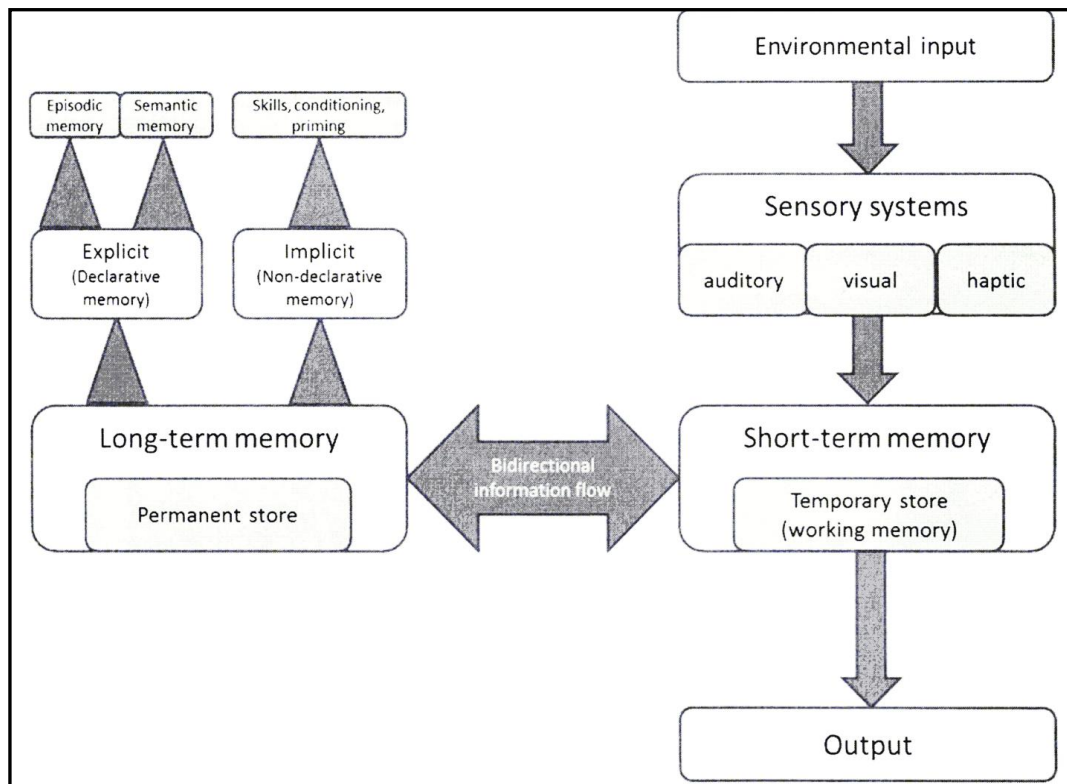 Environmental input
Episodic
memory
Semantic
memory
Skills, conditioning,
priming
Sensory systems
auditory
visual
haptic
Explicit
(Declarative
memory)
Implicit
(Non-declarative
memory)
Long-term memory
Permanent store
Bidirectional
information flow
Short-term memory
Temporary store
(working memory)
Output